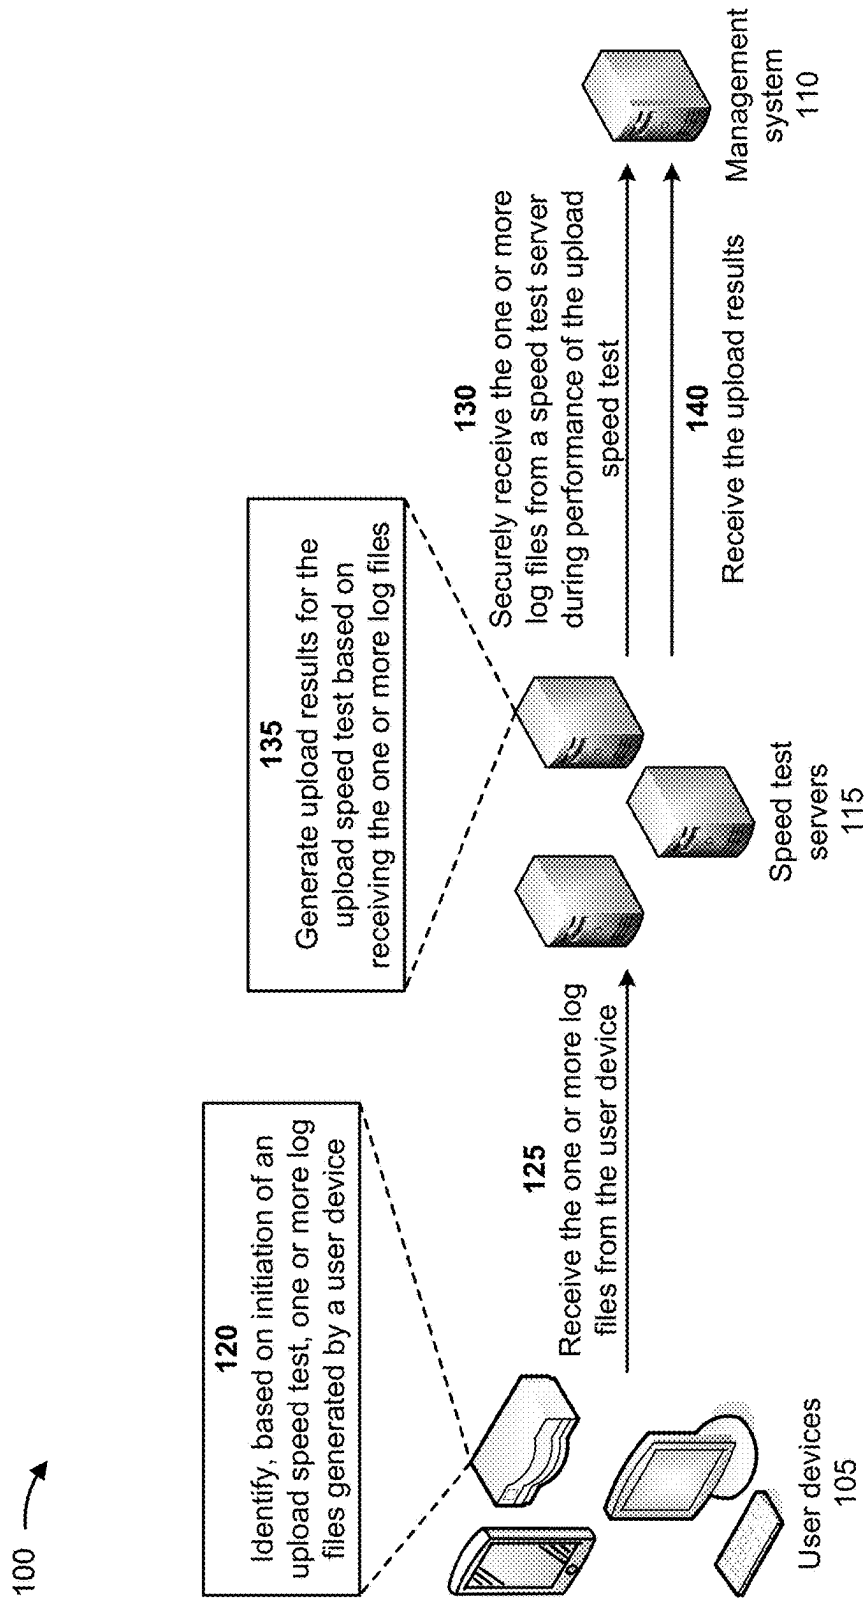 100
120
Identify, based on initiation of an
upload speed test, one or more log
files generated by a user device
125
Receive the one or more log
files from the user device
User devices
105
135
Generate upload results for the
upload speed test based on
receiving the one or more log files
Speed test
servers
115
130
Securely receive the one or more
log files from a speed test server
during performance of the upload
speed test
140
Receive the upload results
Management
system
110